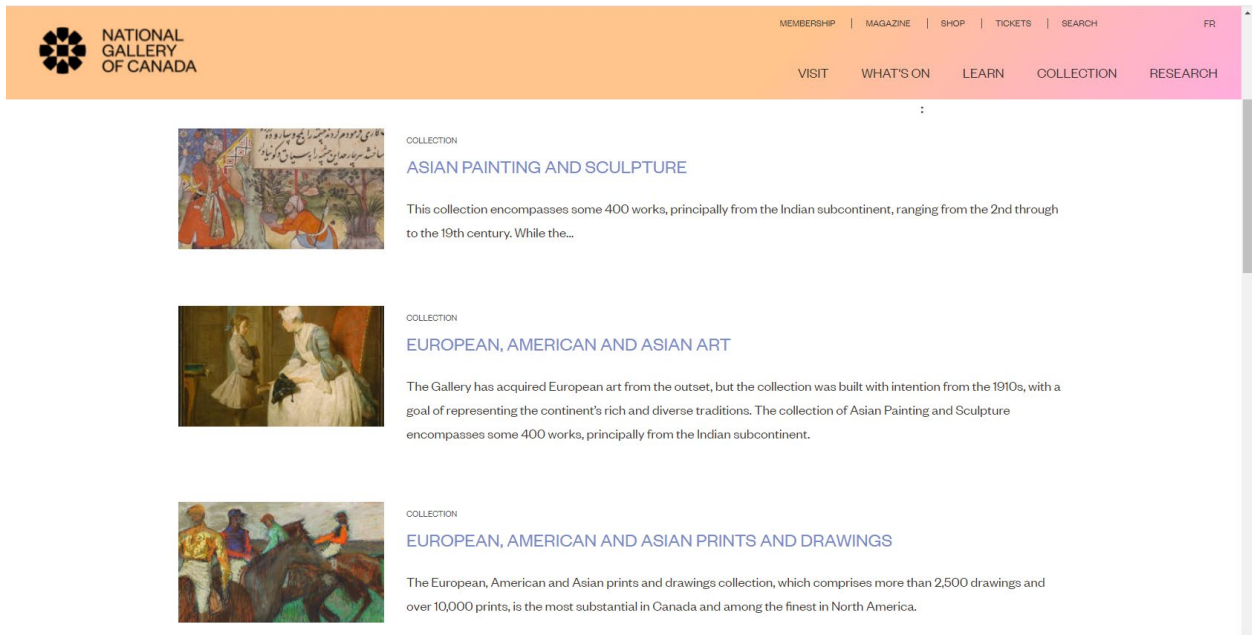 NATIONAL
GALLERY
OF CANADA
MEMBERSHIP | MAGAZINE | SHOP | TICKETS | SEARCH
FR
VISIT WHAT'S ON LEARN COLLECTION RESEARCH
:
COLLECTION
ASIAN PAINTING AND SCULPTURE
This collection encompasses some 400 works, principally from the Indian subcontinent, ranging from the 2nd through
to the 19th century. While the...
COLLECTION
EUROPEAN, AMERICAN AND ASIAN ART
The Gallery has acquired European art from the outset, but the collection was built with intention from the 1910s, with a
goal of representing the continent's rich and diverse traditions. The collection of Asian Painting and Sculpture
encompasses some 400 works, principally from the Indian subcontinent.
COLLECTION
EUROPEAN, AMERICAN AND ASIAN PRINTS AND DRAWINGS
The European, American and Asian prints and drawings collection, which comprises more than 2,500 drawings and
over 10,000 prints, is the most substantial in Canada and among the finest in North America.